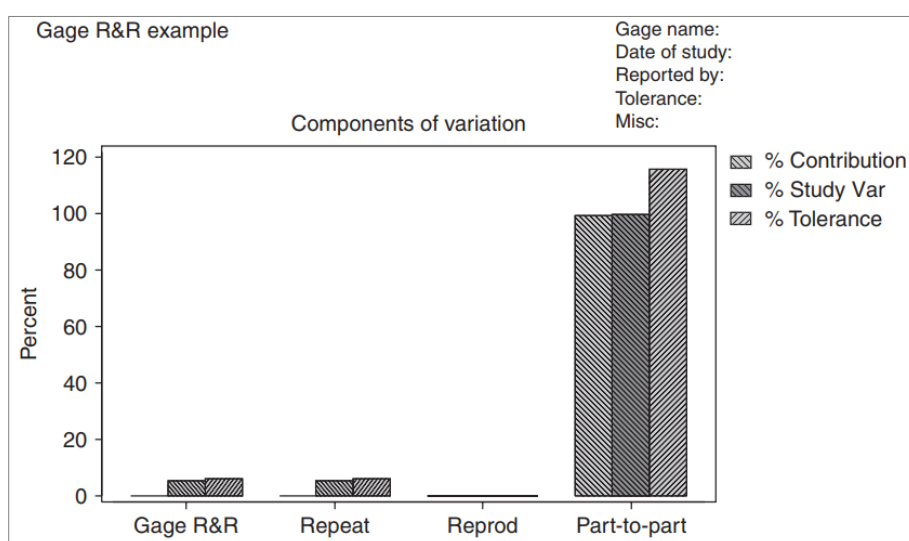 Gage R&R example
Gage name:
Date of study:
Reported by:
Tolerance:
Misc:
Components of variation
120
100
80
60
40
20
0
Percent
Gage R&R
Repeat
Reprod
Part-to-part
% Contribution
% Study Var
% Tolerance